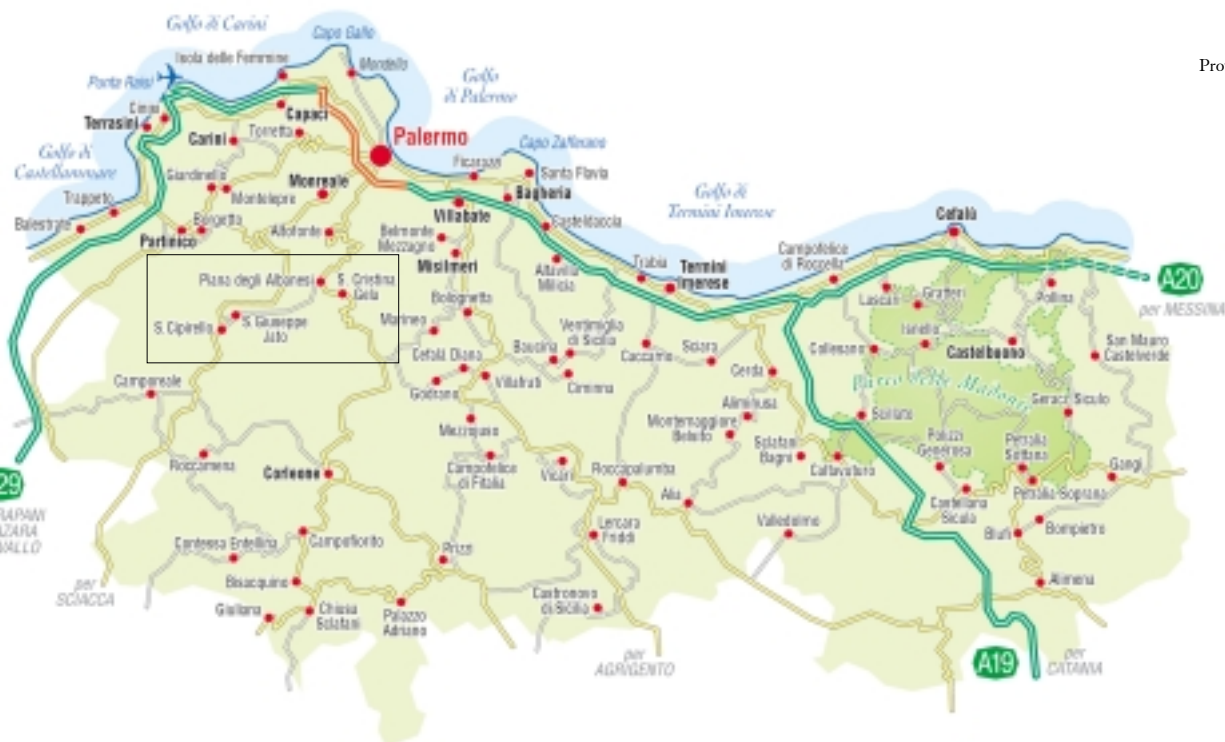 Golfo di Carini
Capo Gallo
Isola delle Femmine
Mondello
Prov
Punta Raisi
Golfo
di Palermo
Cinisi
Terrasini
Capaci
Carini
Torretta
Palermo
Capo Zafferano
Golfo di
Castellammare
Ficarazzi
Santa Flavia
Giardinello
Monreale
Bagheria
Golfo di
Termini Imerese
Trappeto
Montelepre
Villabate
Cefalù
Balestrate
Borgetta
Casteldaccia
Partinico
Altofonte
Belmonte
Mezzagno
Campofelice
di Roccella
Misilmeri
Altavilla
Milicia
Trabia
Termini
Imerese
A20
per MESSINA
Piana degli Albanesi
S. Cristina
Gela
Lascari
Gratteri
Pollina
Bolognetta
S. Cipirello
S. Giuseppe
Jato
Marineo
Ventimiglia
di Sicilia
Isnello
San Mauro
Castelverde
Baucina
Caccamo
Sciara
Collesano
Castelbuono
Cefalà Diana
Camporeale
Godrano
Villafrati
Ciminna
Cerda
Parco delle Madonie
Aliminusa
Geraci Siculo
Montemaggiore
Belsito
Scillato
Mezzojuso
Sclafani
Bagni
Polizzi
Generosa
Petralia
Sottana
Roccamena
Corleone
Campofelice
di Fitalia
Vicari
Roccapalumba
Caltavuturo
Gangi
29
Alia
Castellana
Sicula
Petralia Soprana
RAPANI
AZARA
VALLO
Lercara
Friddi
Valledolmo
Blufi
Bompietro
Contessa Entellina
Campofiorito
Prizzi
per
SCIACCA
Bisacquino
Alimena
Giuliana
Chiusa
Sclafani
Palazzo
Adriano
Castronovo
di Sicilia
per
AGRIGENTO
A19
per
CATANIA